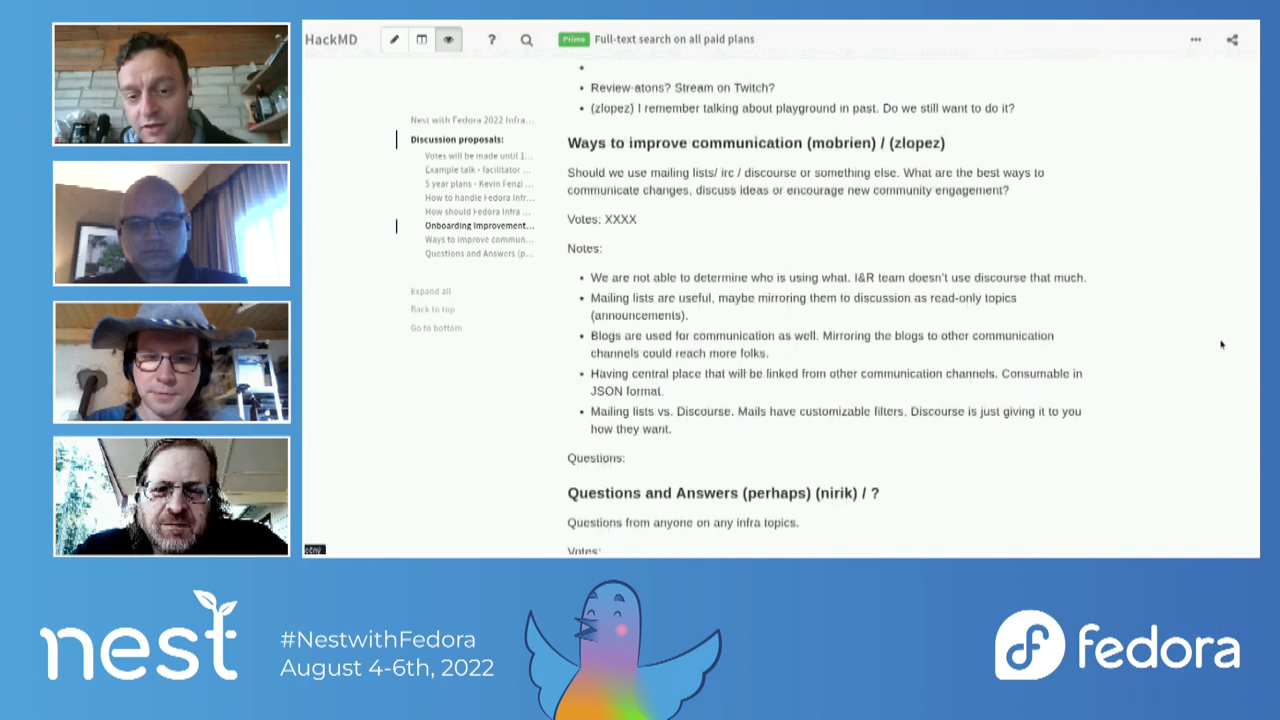 HackMD
?
Prime Full-text search on all paid plans
Nest with Fedora 2022 Infra...
Discussion proposals:
Votes will be made until 1...
Example talk - facilitator ...
5 year plans - Kevin Fenzi ...
How to handle Fedora Infr...
How should Fedora Infra ...
Onboarding Improvement...
Ways to improve commun...
Questions and Answers (p...
Expand all
Back to top
Go to bottom
• Review-atons? Stream on Twitch?
• (zlopez) I remember talking about playground in past. Do we still want to do it?
Ways to improve communication (mobrien) / (zlopez)
Should we use mailing lists/ irc / discourse or something else. What are the best ways to
communicate changes, discuss ideas or encourage new community engagement?
Votes: XXXX
Notes:
• We are not able to determine who is using what. I&R team doesn't use discourse that much.
• Mailing lists are useful, maybe mirroring them to discussion as read-only topics
(announcements).
• Blogs are used for communication as well. Mirroring the blogs to other communication
channels could reach more folks.
• Having central place that will be linked from other communication channels. Consumable in
JSON format.
• Mailing lists vs. Discourse. Mails have customizable filters, Discourse is just giving it to you
how they want.
Questions:
Questions and Answers (perhaps) (nirik) / ?
Questions from anyone on any infra topics.
Votes:
nest
#NestwithFedora
August 4-6th, 2022
fedora